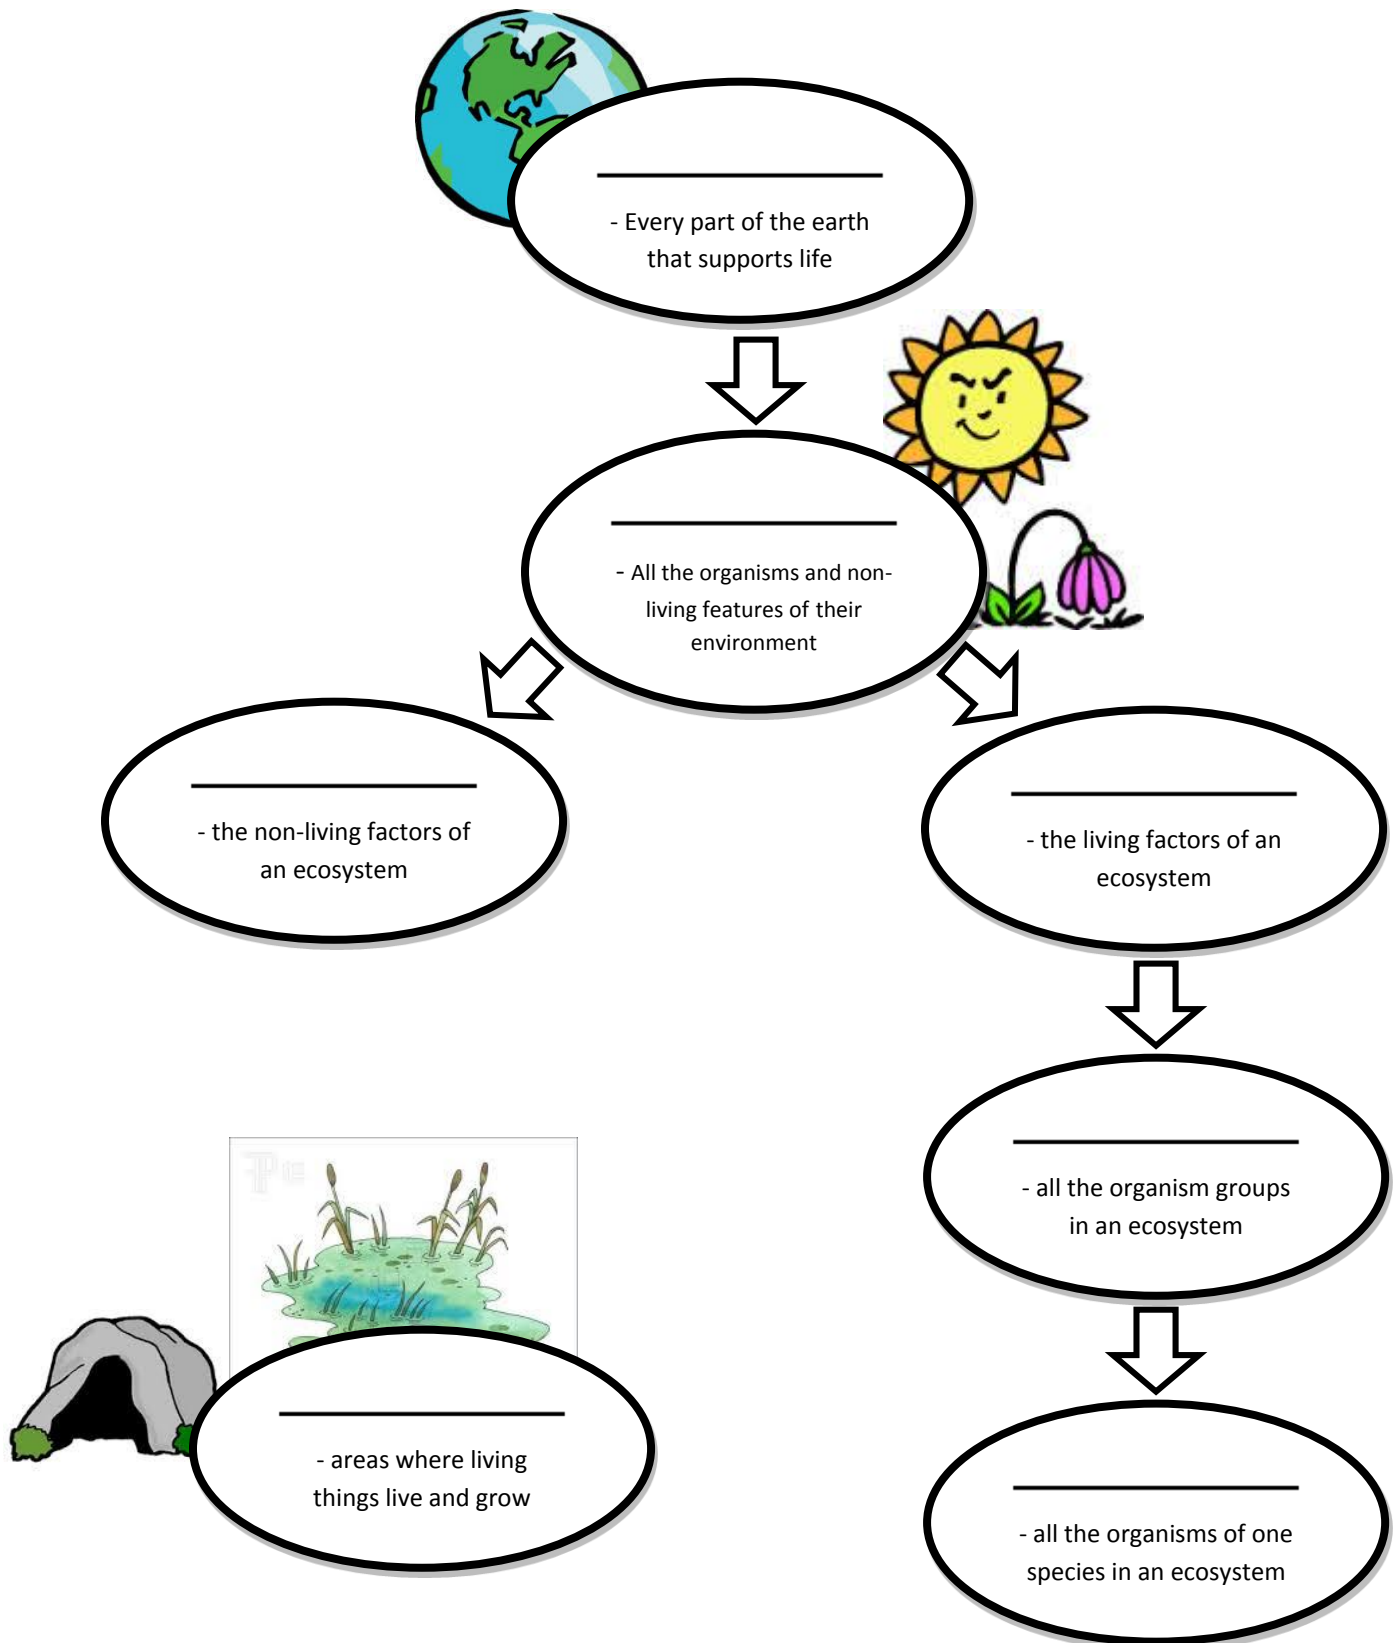 - Every part of the earth
that supports life
- All the organisms and non-
living features of their
environment
- the non-living factors of
an ecosystem
- the living factors of an
ecosystem
- all the organism groups
in an ecosystem
- areas where living
things live and grow
- all the organisms of one
species in an ecosystem